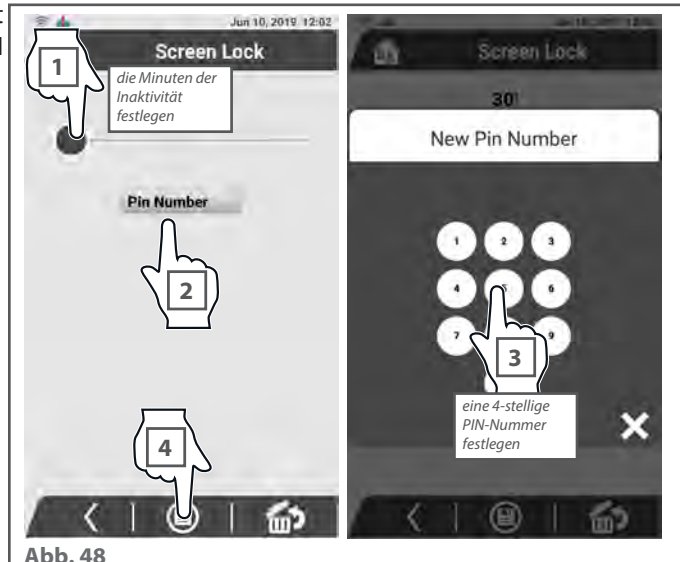 Jun 10, 2019 12:02
Screen Lock
1
die Minuten der
Inaktivität
festlegen
Pin Number
2
4
Screen Lock
30'
New Pin Number
1 2 3
4 5 6
7 9
3
eine 4-stellige
PIN-Nummer
festlegen
Abb. 48